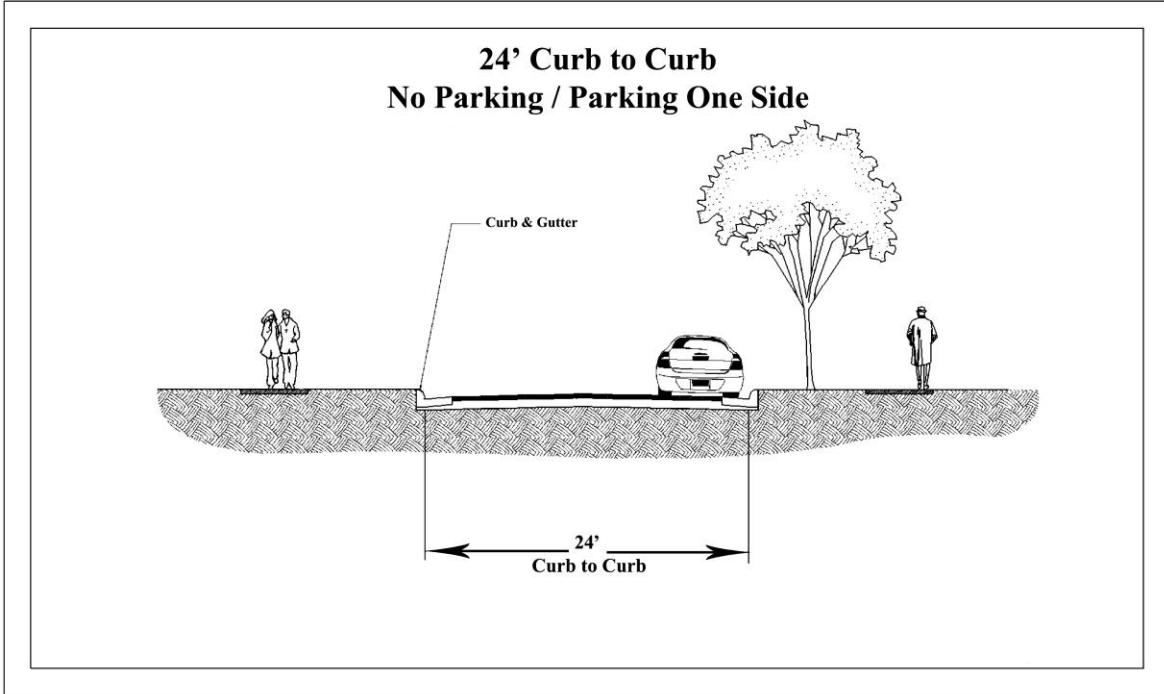 24’ Curb to Curb
No Parking / Parking One Side
Curb & Gutter
24’
Curb to Curb